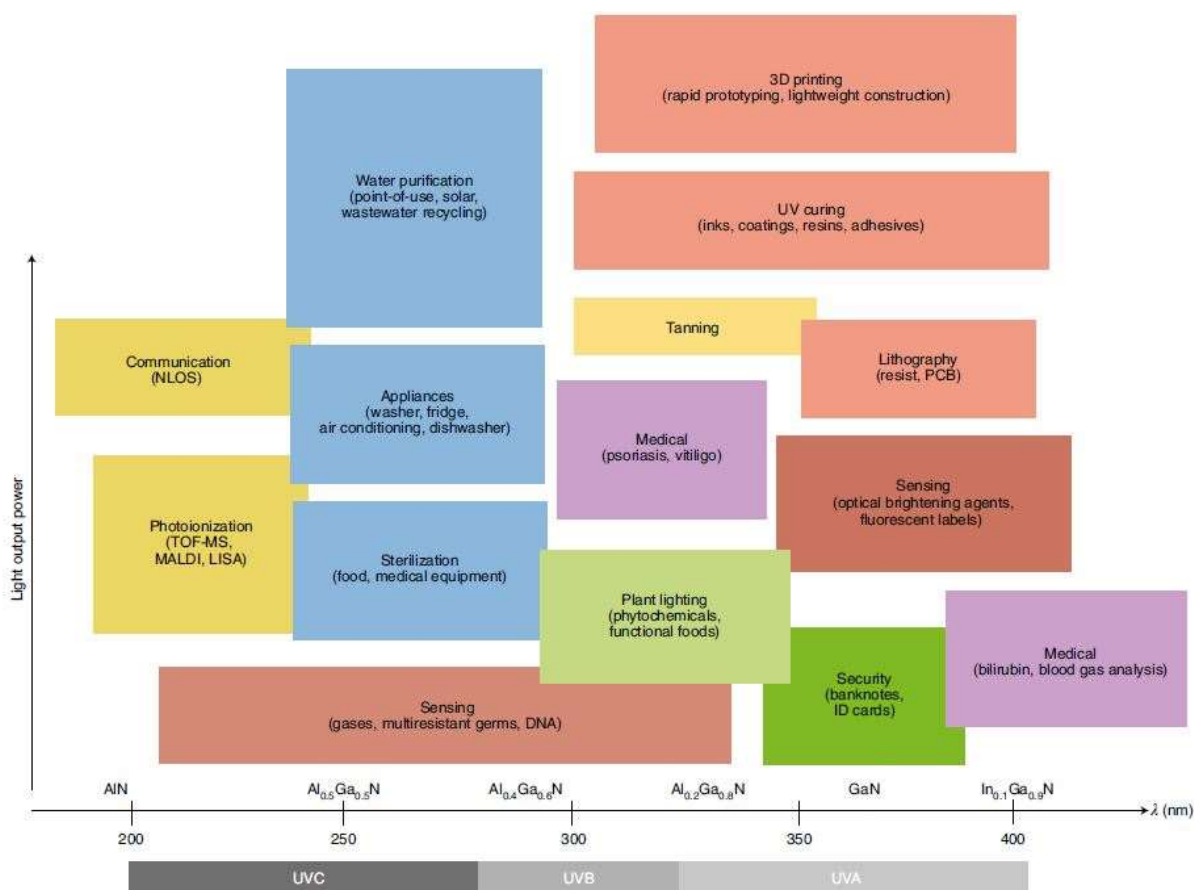 3D printing
(rapid prototyping, lightweight construction)
Water purification
(point-of-use, solar,
wastewater recycling)
UV curing
(inks, coatings, resins, adhesives)
Tanning
Communication
(NLOS)
Lithography
(resist, PCB)
Appliances
(washer, fridge,
air conditioning, dishwasher)
Medical
(psoriasis, vitiligo)
Sensing
(optical brightening agents,
fluorescent labels)
Photoionization
(TOF-MS,
MALDI, LISA)
Sterilization
(food, medical equipment)
Plant lighting
(phytochemicals,
functional foods)
Medical
(bilirubin, blood gas analysis)
Security
(banknotes,
ID cards)
Sensing
(gases, multiresistant germs, DNA)
Light output power
AlN Al₀.₅Ga₀.₅N Al₀.₄Ga₀.₆N Al₀.₂Ga₀.₈N GaN In₀.₁Ga₀.₉N
λ (nm)
200 250 300 350 400
UVC UVB UVA